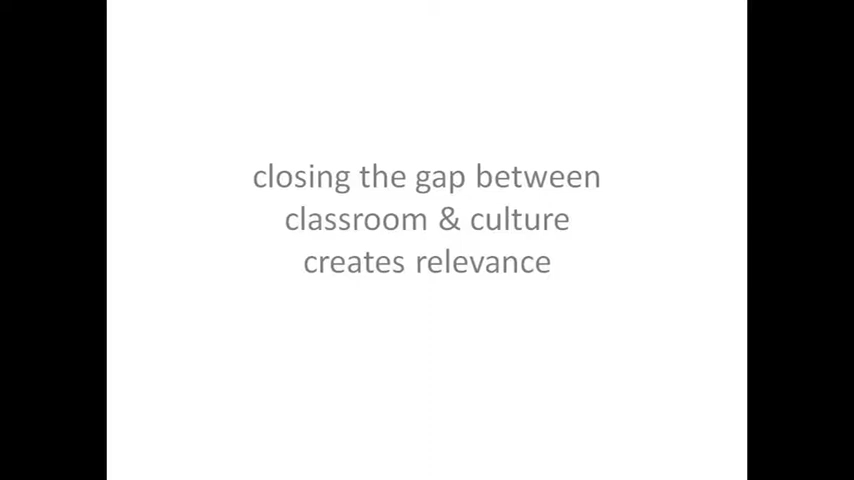 closing the gap between
classroom & culture
creates relevance